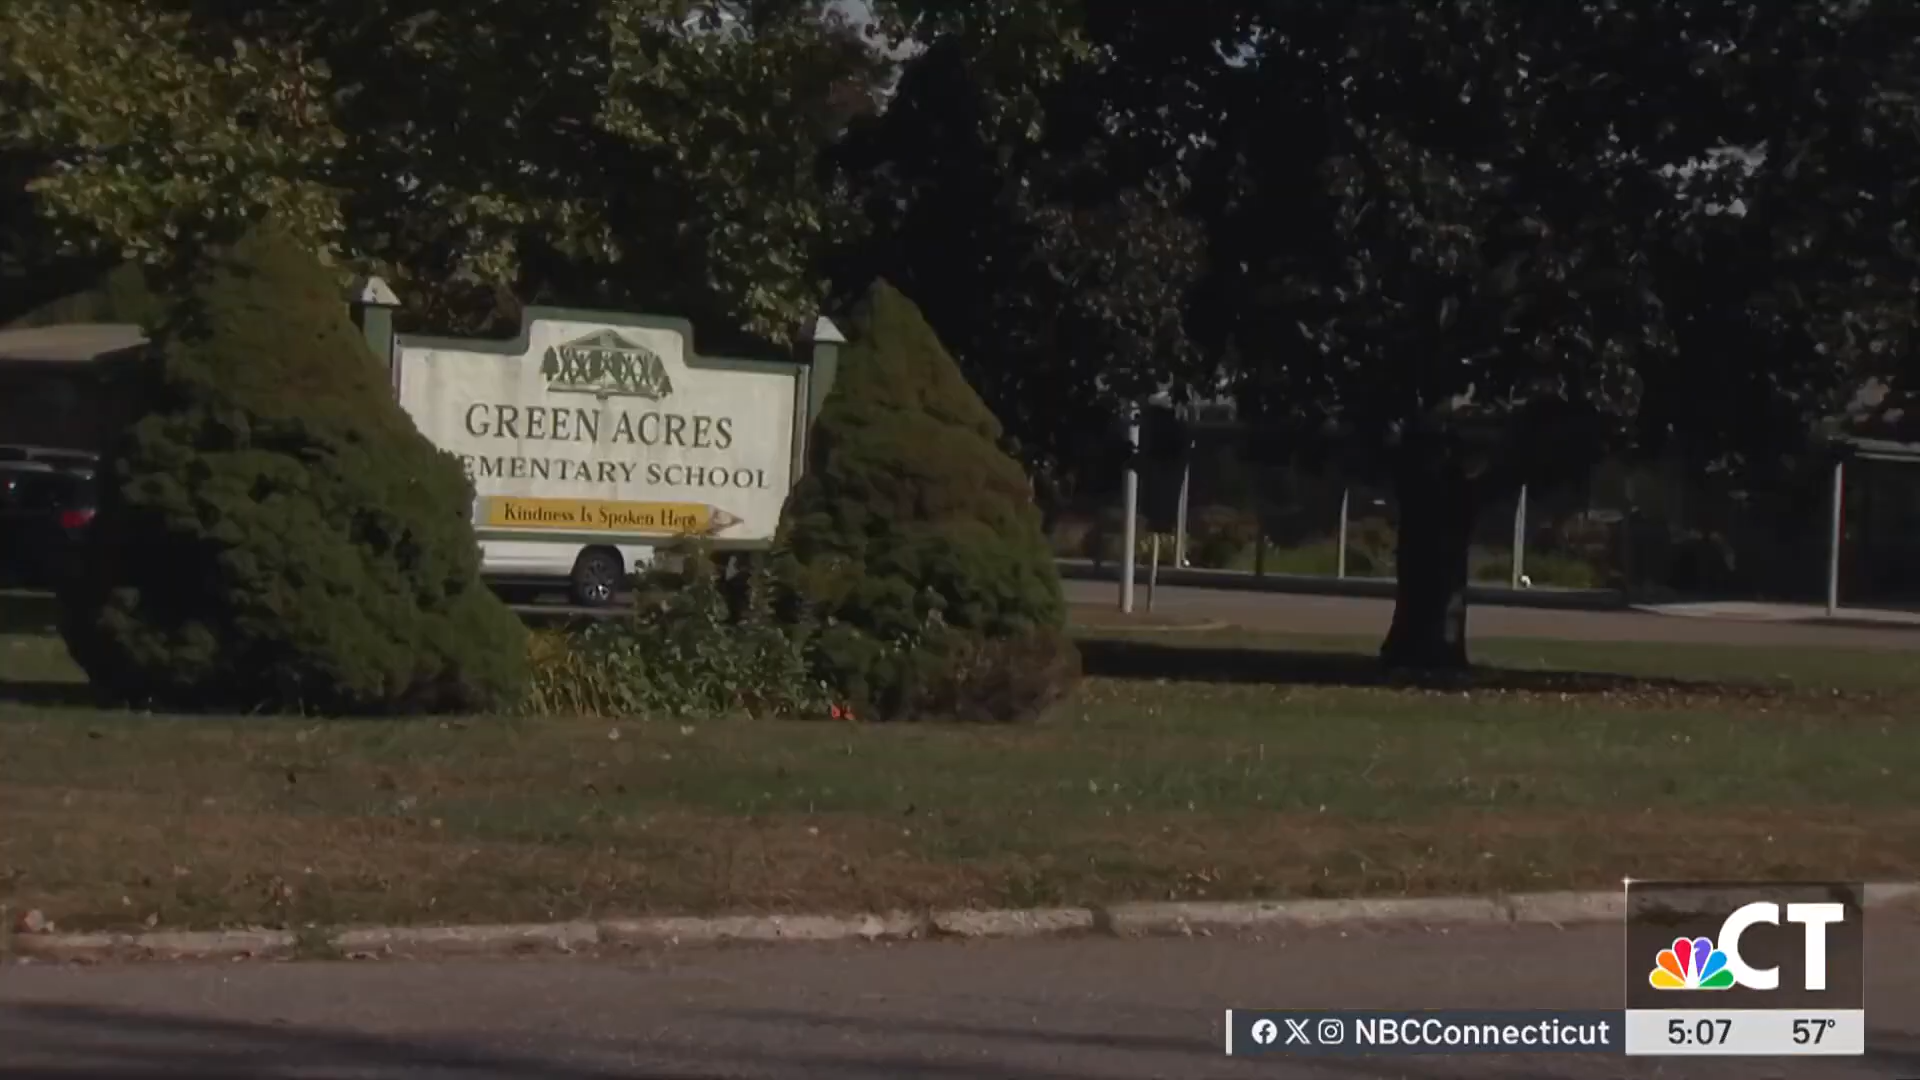 GREEN ACRES
EMENTARY SCHOOL
Kindness Is Spoken Here
CT
NBCConnecticut
5:07 57°